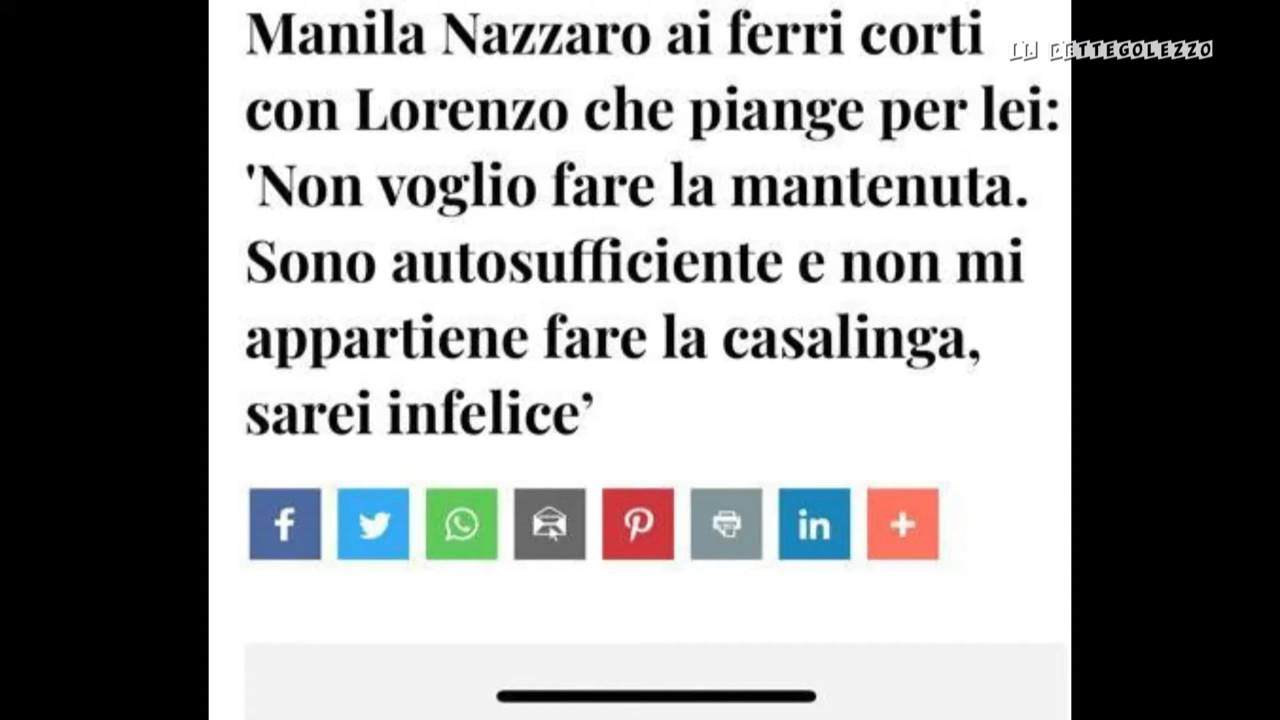 Manila Nazzaro ai ferri corti
con Lorenzo che piange per lei:
'Non voglio fare la mantenuta.
Sono autosufficiente e non mi
appartiene fare la casalinga,
sarei infelice’